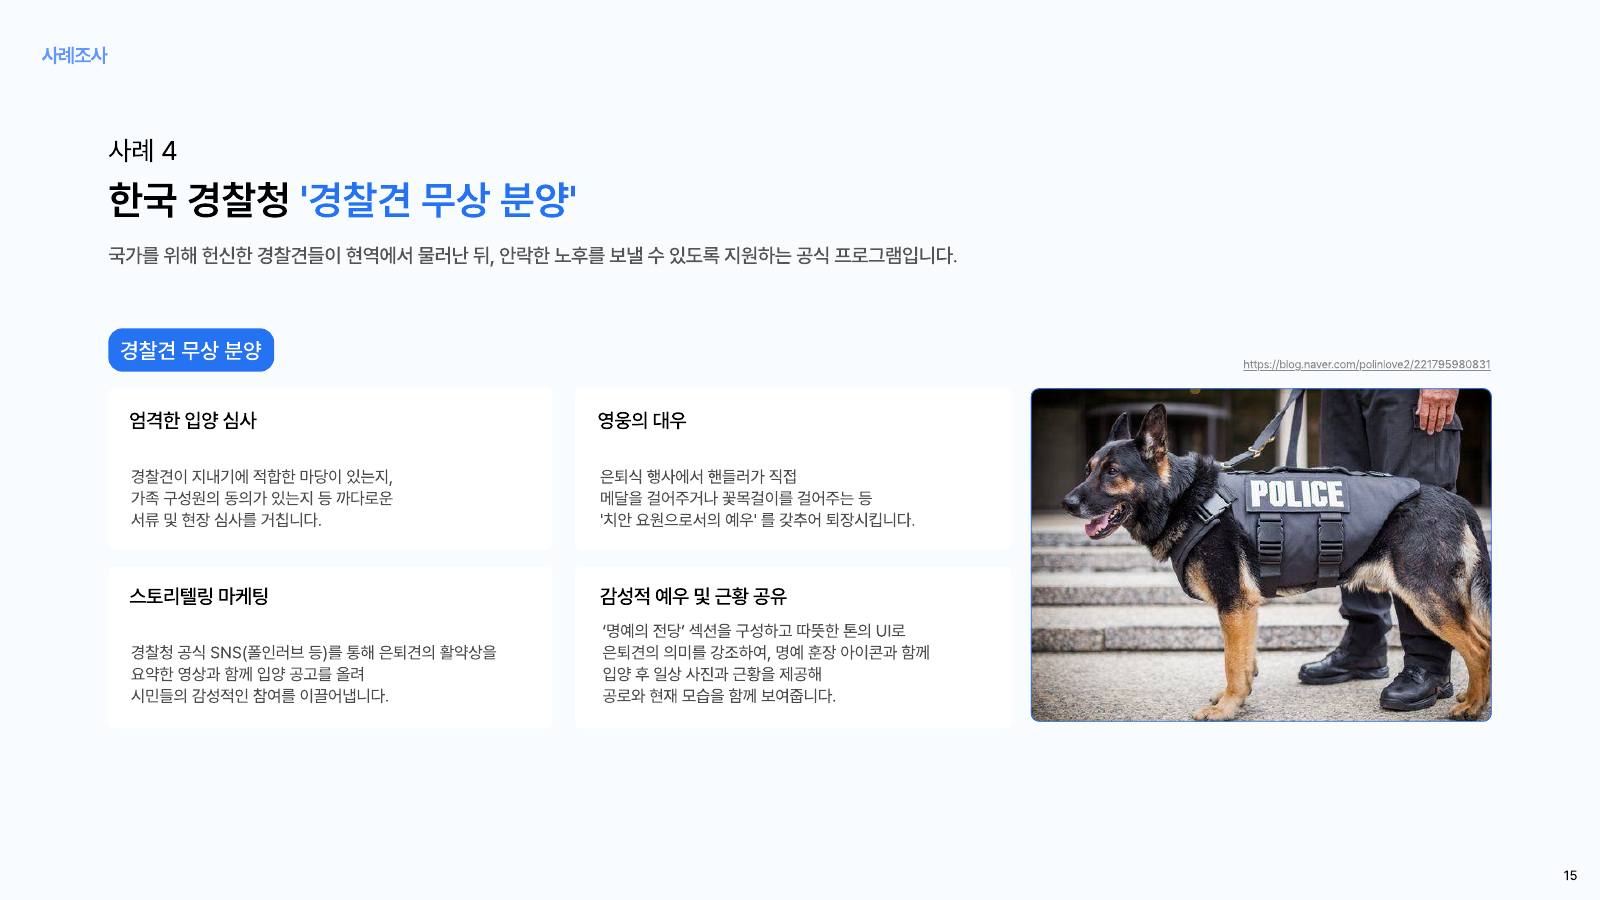 사례조사
사례 4
한국 경찰청 '경찰견 무상 분양'
국가를 위해 헌신한 경찰견들이 현역에서 물러난 뒤, 안락한 노후를 보낼 수 있도록 지원하는 공식 프로그램입니다.
경찰견 무상 분양
https://blog.naver.com/polinlove2/221795980831
엄격한 입양 심사
경찰견이 지내기에 적합한 마당이 있는지,
가족 구성원의 동의가 있는지 등 까다로운
서류 및 현장 심사를 거칩니다.
영웅의 대우
은퇴식 행사에서 핸들러가 직접
메달을 걸어주거나 꽃목걸이를 걸어주는 등
'치안 요원으로서의 예우' 를 갖추어 퇴장시킵니다.
POLICE
스토리텔링 마케팅
경찰청 공식 SNS(폴인러브 등)를 통해 은퇴견의 활약상을
요약한 영상과 함께 입양 공고를 올려
시민들의 감성적인 참여를 이끌어냅니다.
감성적 예우 및 근황 공유
‘명예의 전당’ 섹션을 구성하고 따뜻한 톤의 UI로
은퇴견의 의미를 강조하여, 명예 훈장 아이콘과 함께
입양 후 일상 사진과 근황을 제공해
공로와 현재 모습을 함께 보여줍니다.
15